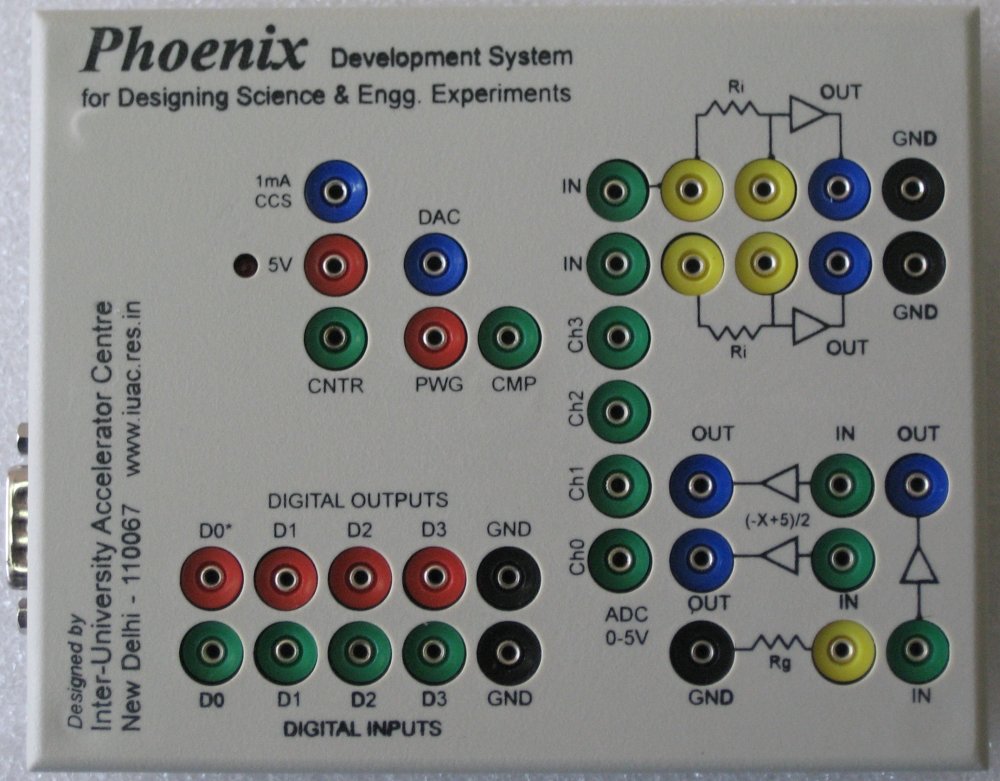 Phoenix Development System
for Designing Science & Engg. Experiments
1mA
CCS
5V
CNTR
DAC
PWG
CMP
Ri
OUT
GND
IN
IN
GND
Ri
OUT
Ch3
Ch2
Ch1
Ch0
ADC
0-5V
OUT
IN
OUT
(-X+5)/2
OUT
IN
GND
Rg
IN
DIGITAL OUTPUTS
D0* D1 D2 D3 GND
D0 D1 D2 D3 GND
DIGITAL INPUTS
Designed by
Inter-University Accelerator Centre
New Delhi - 110067 www.iuac.res.in